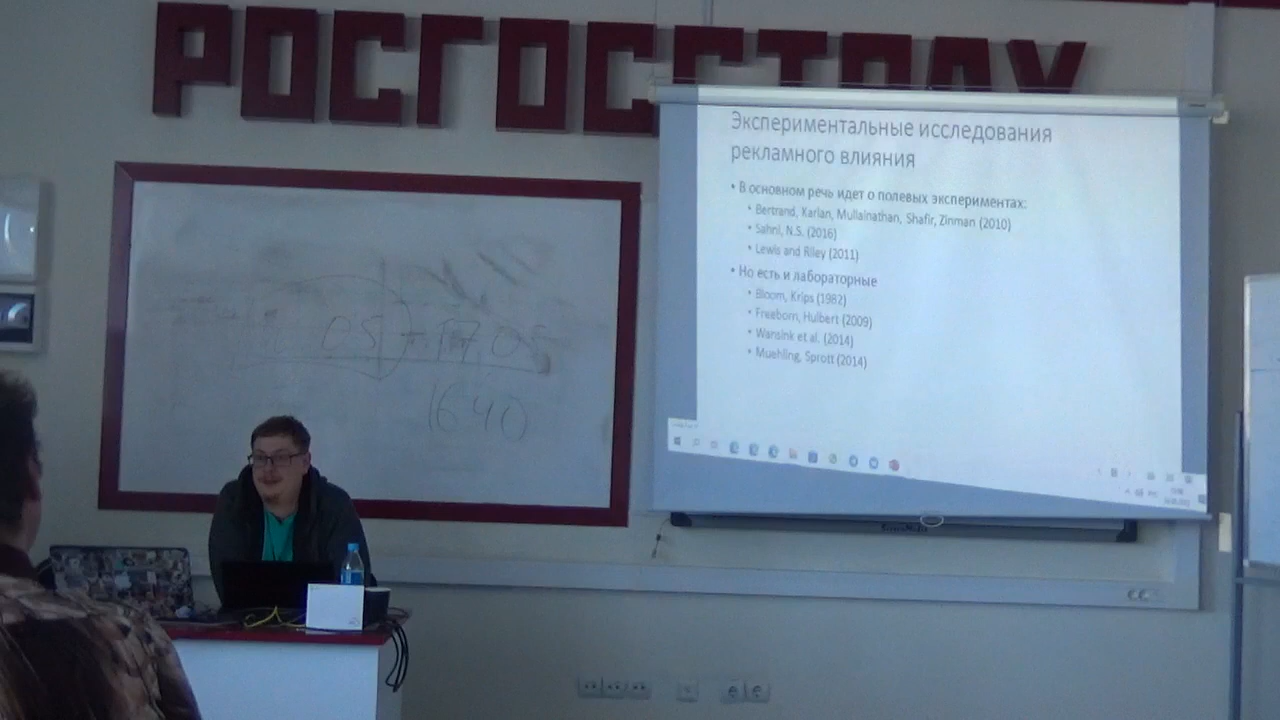 РОСГОССТРАХ
Экспериментальные исследования
рекламного влияния
• В основном речь идет о полевых экспериментах:
• Bertrand, Karlan, Mullainathan, Shafir, Zinman (2010)
• Sahni, N.S. (2016)
• Lewis and Riley (2011)
• Но есть и лабораторные
• Bloom, Krips (1982)
• Freeborn, Hulbert (2009)
• Wansink et al. (2014)
• Muehling, Sprott (2014)
1640